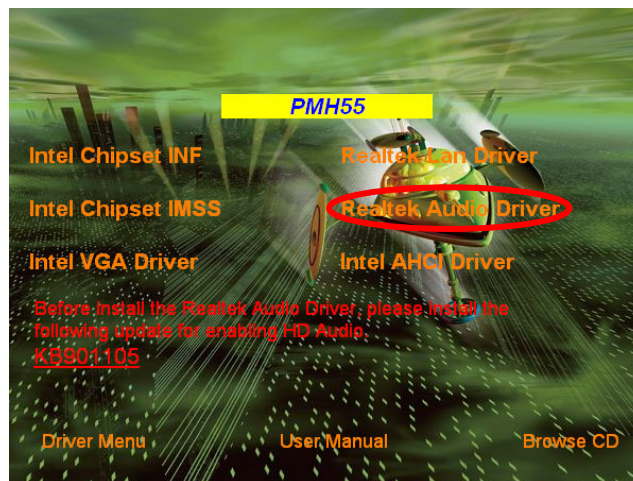 PMH55
Intel Chipset INF
Realtek Lan Driver
Intel Chipset IMSS
Realtek Audio Driver
Intel VGA Driver
Intel AHCI Driver
Before install the Realtek Audio Driver, please install the
following update for enabling HD Audio.
KB901105
Driver Menu
User Manual
Browse CD